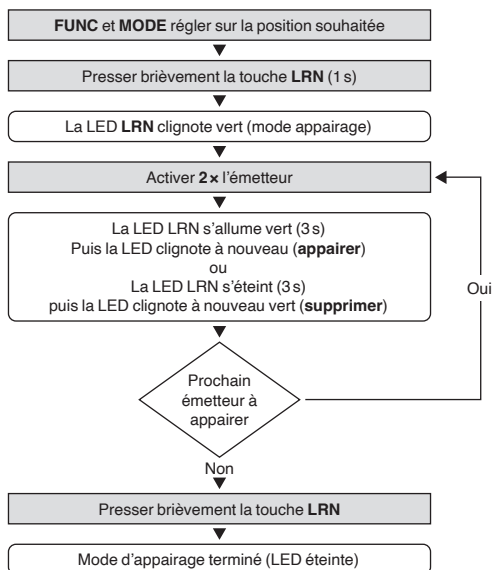 FUNC et MODE régler sur la position souhaitée
Presser brièvement la touche LRN (1 s)
La LED LRN clignote vert (mode appairage)
Activer 2× l'émetteur
La LED LRN s'allume vert (3 s)
Puis la LED clignote à nouveau (appairer)
ou
La LED LRN s'éteint (3 s)
puis la LED clignote à nouveau vert (supprimer)
Oui
Prochain
émetteur à
appairer
Non
Presser brièvement la touche LRN
Mode d'appairage terminé (LED éteinte)